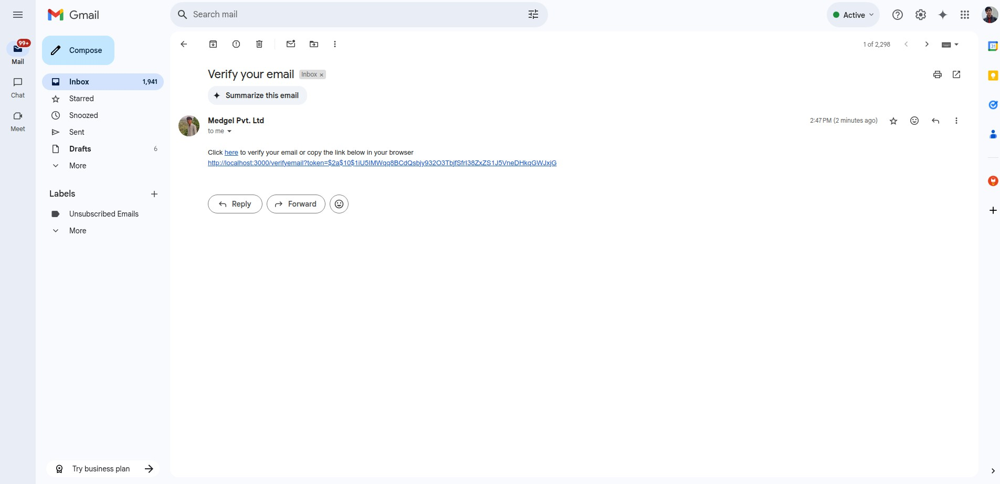 Gmail
Search mail
Active
99+
Mail
Chat
Meet
Compose
Inbox 1,941
Starred
Snoozed
Sent
Drafts 6
More
Labels
Unsubscribed Emails
More
Try business plan
1 of 2,298
Verify your email Inbox ×
Summarize this email
Medgel Pvt. Ltd
2:47 PM (2 minutes ago)
to me
Click here to verify your email or copy the link below in your browser
http://localhost:3000/verifyemail?token=$2a$10$1iU5IMWqq8BCdQsbjy932O3TbjfSfrI38ZxZS1J5VneDHkqGWJxjG
Reply
Forward
31